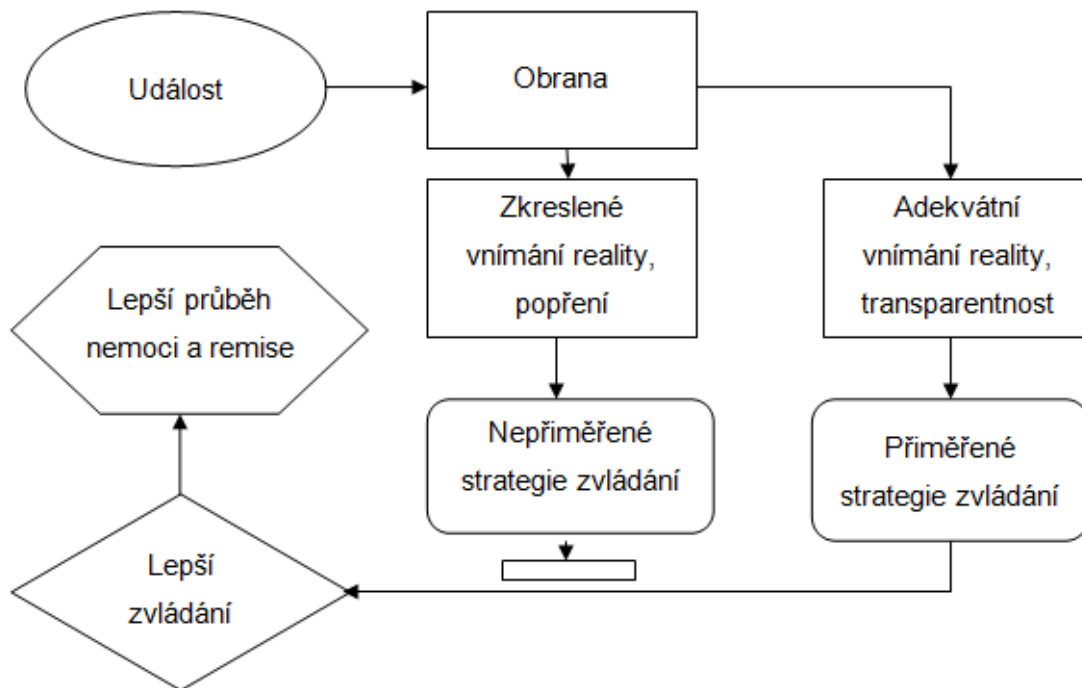 Událost
Obrana
Zkreslené
vnímání reality,
popření
Adekvátní
vnímání reality,
transparentnost
Lepší průběh
nemoci a remise
Nepřiměřené
strategie zvládání
Přiměřené
strategie zvládání
Lepší
zvládání